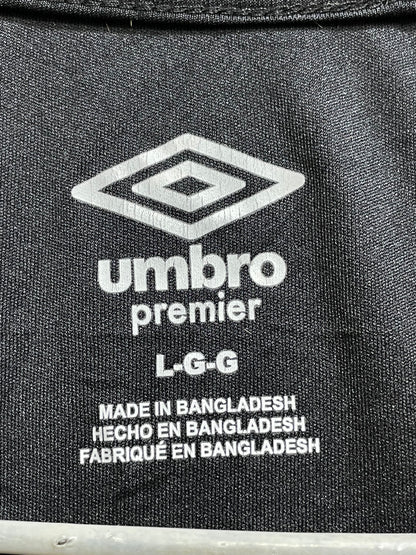 umbro
premier
L-G-G
MADE IN BANGLADESH
HECHO EN BANGLADESH
FABRIQUÉ EN BANGLADESH